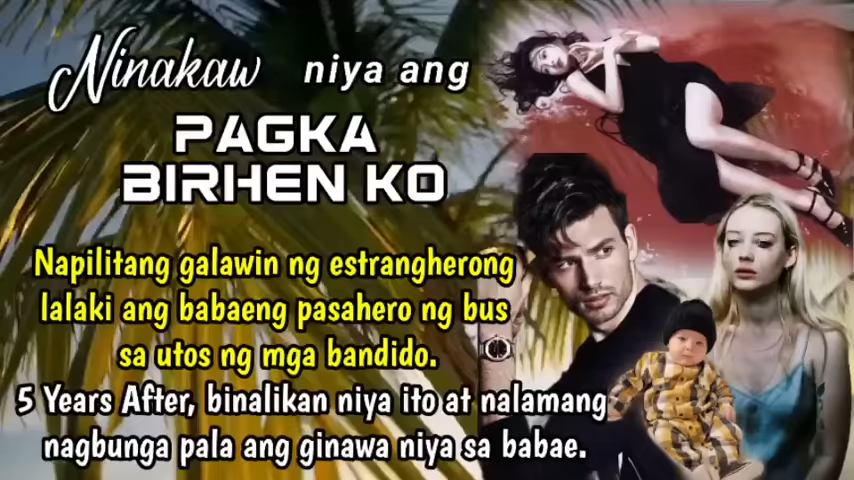 Ninakaw niya ang
PAGKA
BIRHEN KO
Napilitang galawin ng estrangherong
lalaki ang babaeng pasahero ng bus
sa utos ng mga bandido.
5 Years After, binalikan niya ito at nalamang
nagbunga pala ang ginawa niya sa babae.